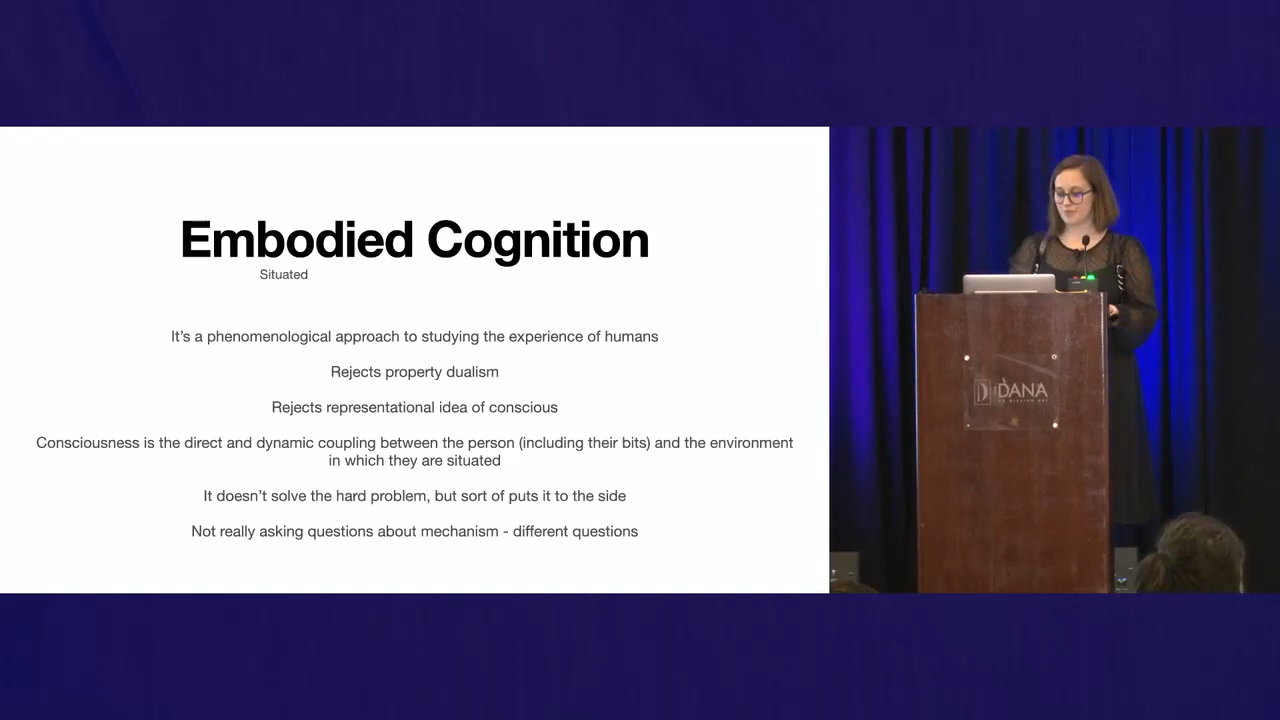 Embodied Cognition
Situated
It’s a phenomenological approach to studying the experience of humans
Rejects property dualism
Rejects representational idea of conscious
Consciousness is the direct and dynamic coupling between the person (including their bits) and the environment
in which they are situated
It doesn’t solve the hard problem, but sort of puts it to the side
Not really asking questions about mechanism - different questions
DANA